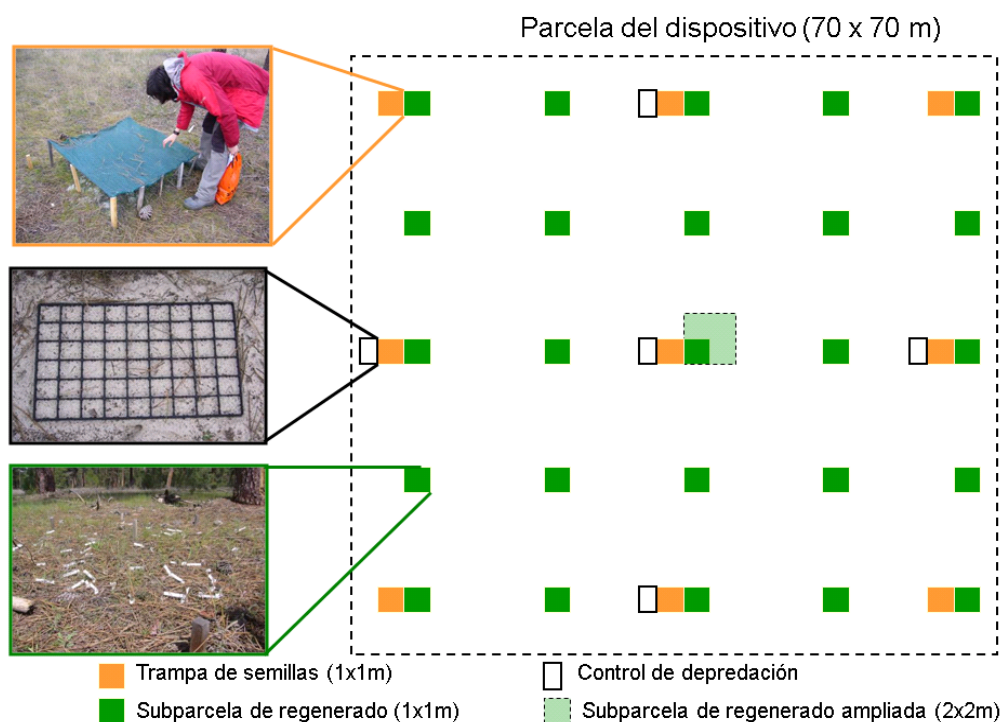 Parcela del dispositivo (70 x 70 m)
Trampa de semillas (1x1m)
Control de depredación
Subparcela de regenerado (1x1m)
Subparcela de regenerado ampliada (2x2m)